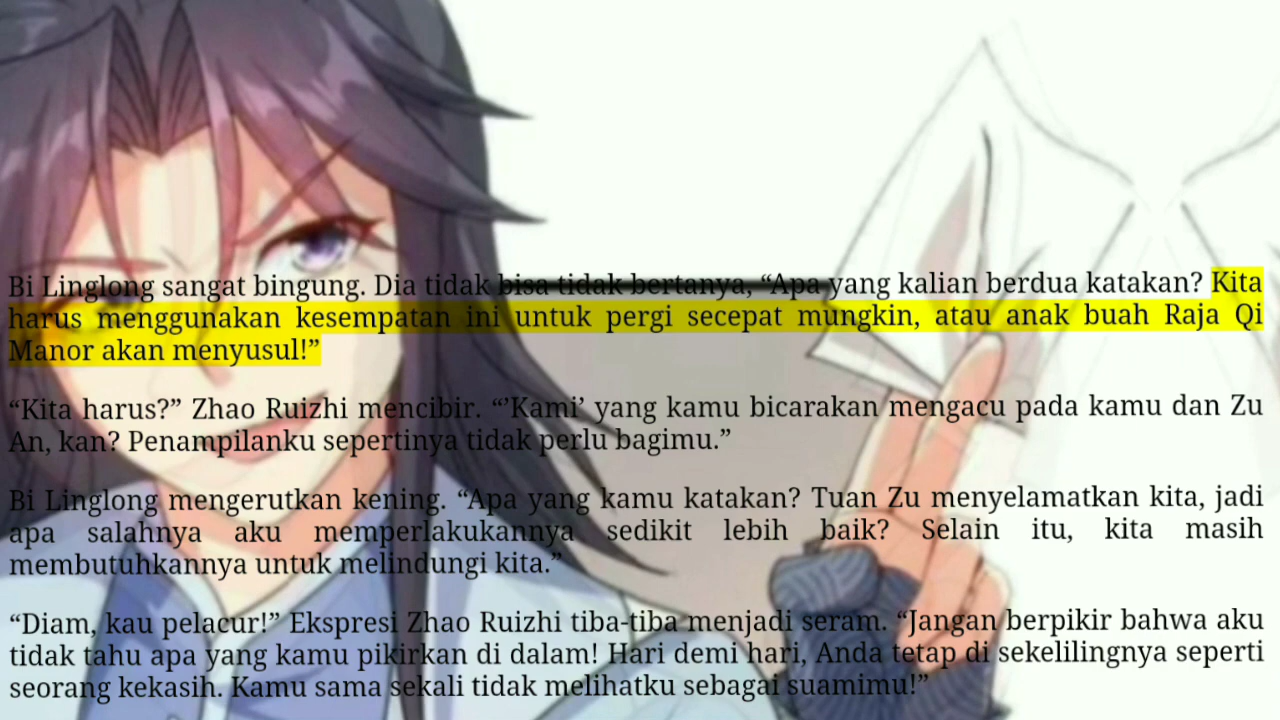 Bi Linglong sangat bingung. Dia tidak bisa tidak bertanya, “Apa yang kalian berdua katakan? Kita
harus menggunakan kesempatan ini untuk pergi secepat mungkin, atau anak buah Raja Qi
Manor akan menyusul!”
“Kita harus?” Zhao Ruizhi mencibir. “’Kami’ yang kamu bicarakan mengacu pada kamu dan Zu
An, kan? Penampilanku sepertinya tidak perlu bagimu.”
Bi Linglong mengerutkan kening. “Apa yang kamu katakan? Tuan Zu menyelamatkan kita, jadi
apa salahnya aku memperlakukannya sedikit lebih baik? Selain itu, kita masih
membutuhkannya untuk melindungi kita.”
“Diam, kau pelacur!” Ekspresi Zhao Ruizhi tiba-tiba menjadi seram. “Jangan berpikir bahwa aku
tidak tahu apa yang kamu pikirkan di dalam! Hari demi hari, Anda tetap di sekelilingnya seperti
seorang kekasih. Kamu sama sekali tidak melihatku sebagai suamimu!”